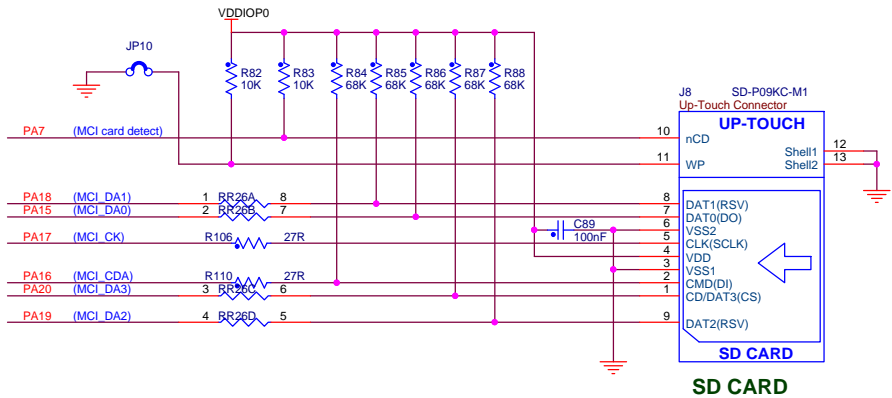 VDDIOP0
JP10
R82
10K
R83
10K
R84
68K
R85
68K
R86
68K
R87
68K
R88
68K
J8 SD-P09KC-M1
Up-Touch Connector
UP-TOUCH
PA7 (MCI card detect) 10 nCD
Shell1 12
11 WP Shell2 13
PA18 (MCI_DA1) 1 RR26A 8 8 DAT1(RSV)
PA15 (MCI_DA0) 2 RR26B 7 7 DAT0(DO)
C89
100nF
6 VSS2
PA17 (MCI_CK) R106 27R 5 CLK(SCLK)
4 VDD
3 VSS1
PA16 (MCI_CDA) R110 27R 2 CMD(DI)
PA20 (MCI_DA3) 3 RR26C 6 1 CD/DAT3(CS)
PA19 (MCI_DA2) 4 RR26D 5 9 DAT2(RSV)
SD CARD
SD CARD